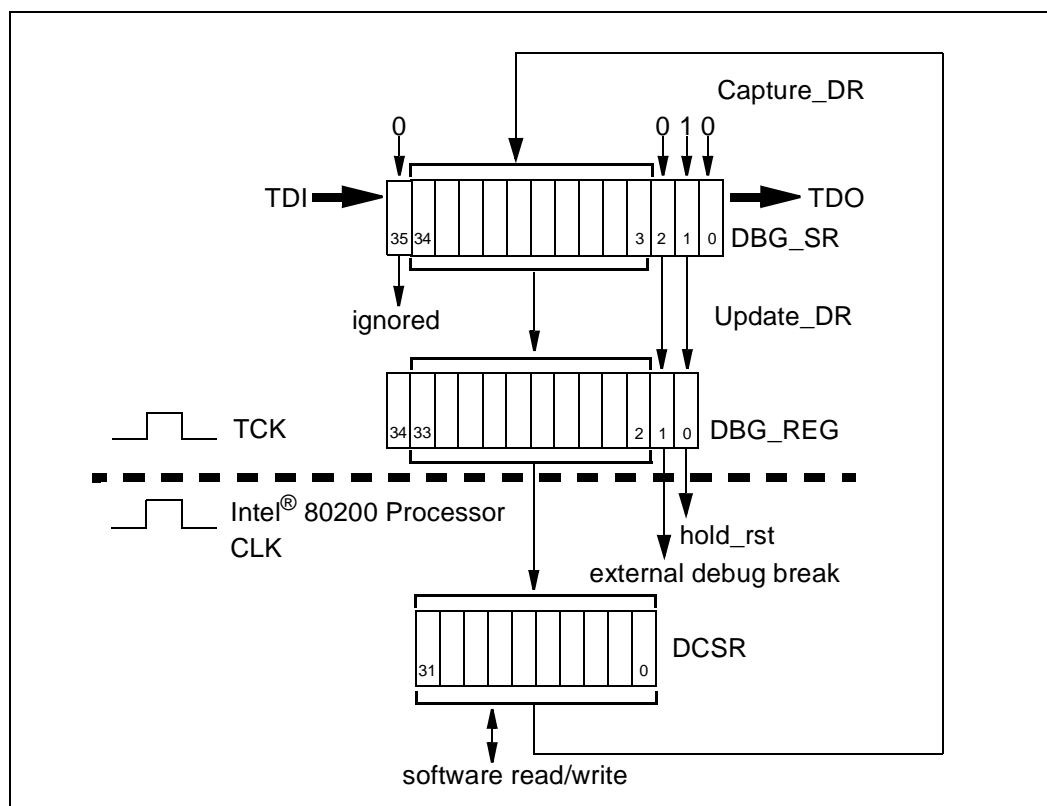 Capture_DR
0 0 1 0
TDI TDO
35 34 3 2 1 0 DBG_SR
ignored Update_DR
TCK 34 33 2 1 0 DBG_REG
Intel® 80200 Processor
CLK
hold_rst
external debug break
31 0 DCSR
software read/write